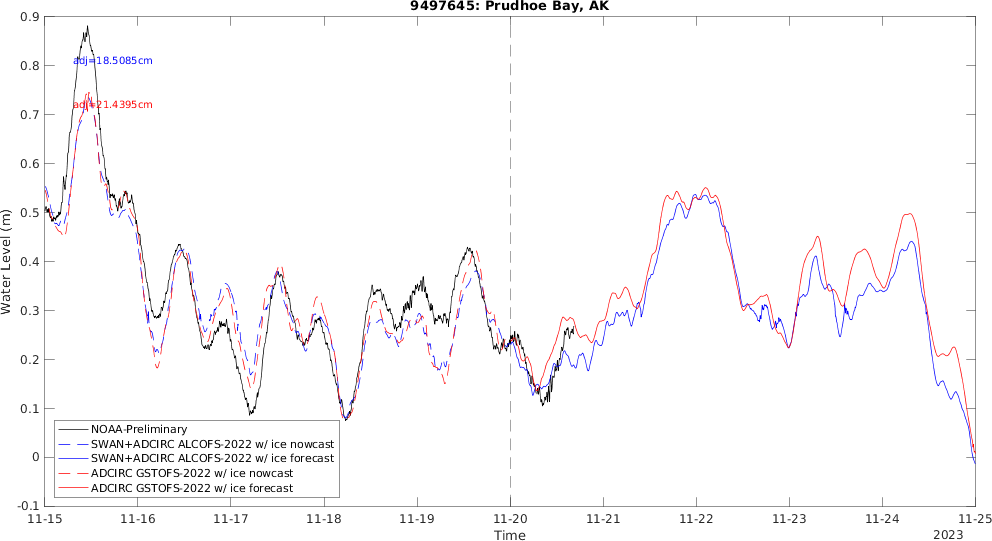 9497645: Prudhoe Bay, AK
0.9
0.8
0.7
0.6
0.5
0.4
0.3
0.2
0.1
0
-0.1
Water Level (m)
adj=18.5085cm
adj=21.4395cm
NOAA-Preliminary
SWAN+ADCIRC ALCOFS-2022 w/ ice nowcast
SWAN+ADCIRC ALCOFS-2022 w/ ice forecast
ADCIRC GSTOFS-2022 w/ ice nowcast
ADCIRC GSTOFS-2022 w/ ice forecast
11-15 11-16 11-17 11-18 11-19 11-20 11-21 11-22 11-23 11-24 11-25
Time
2023